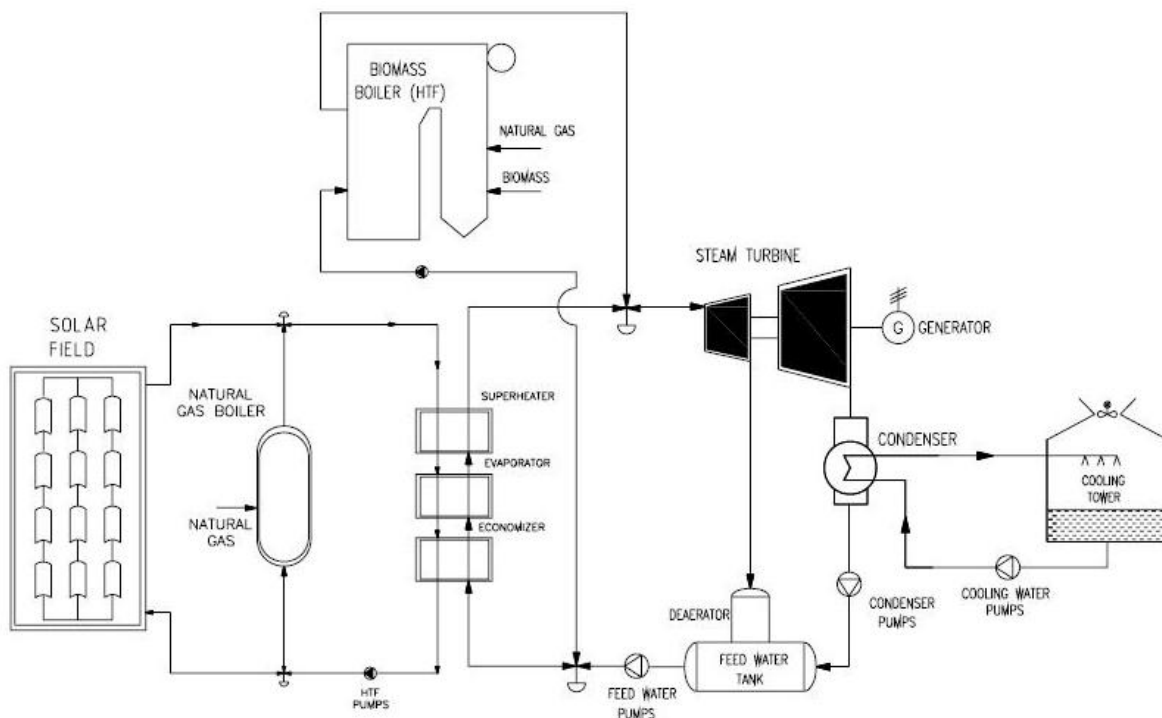 BIOMASS
BOILER (HTF)
NATURAL GAS
BIOMASS
STEAM TURBINE
SOLAR
FIELD
G
GENERATOR
NATURAL
GAS BOILER
SUPERHEATER
EVAPORATOR
ECONOMIZER
NATURAL
GAS
CONDENSER
COOLING
TOWER
DEAERATOR
FEED WATER
TANK
CONDENSER
PUMPS
COOLING WATER
PUMPS
HTF
PUMPS
FEED WATER
PUMPS